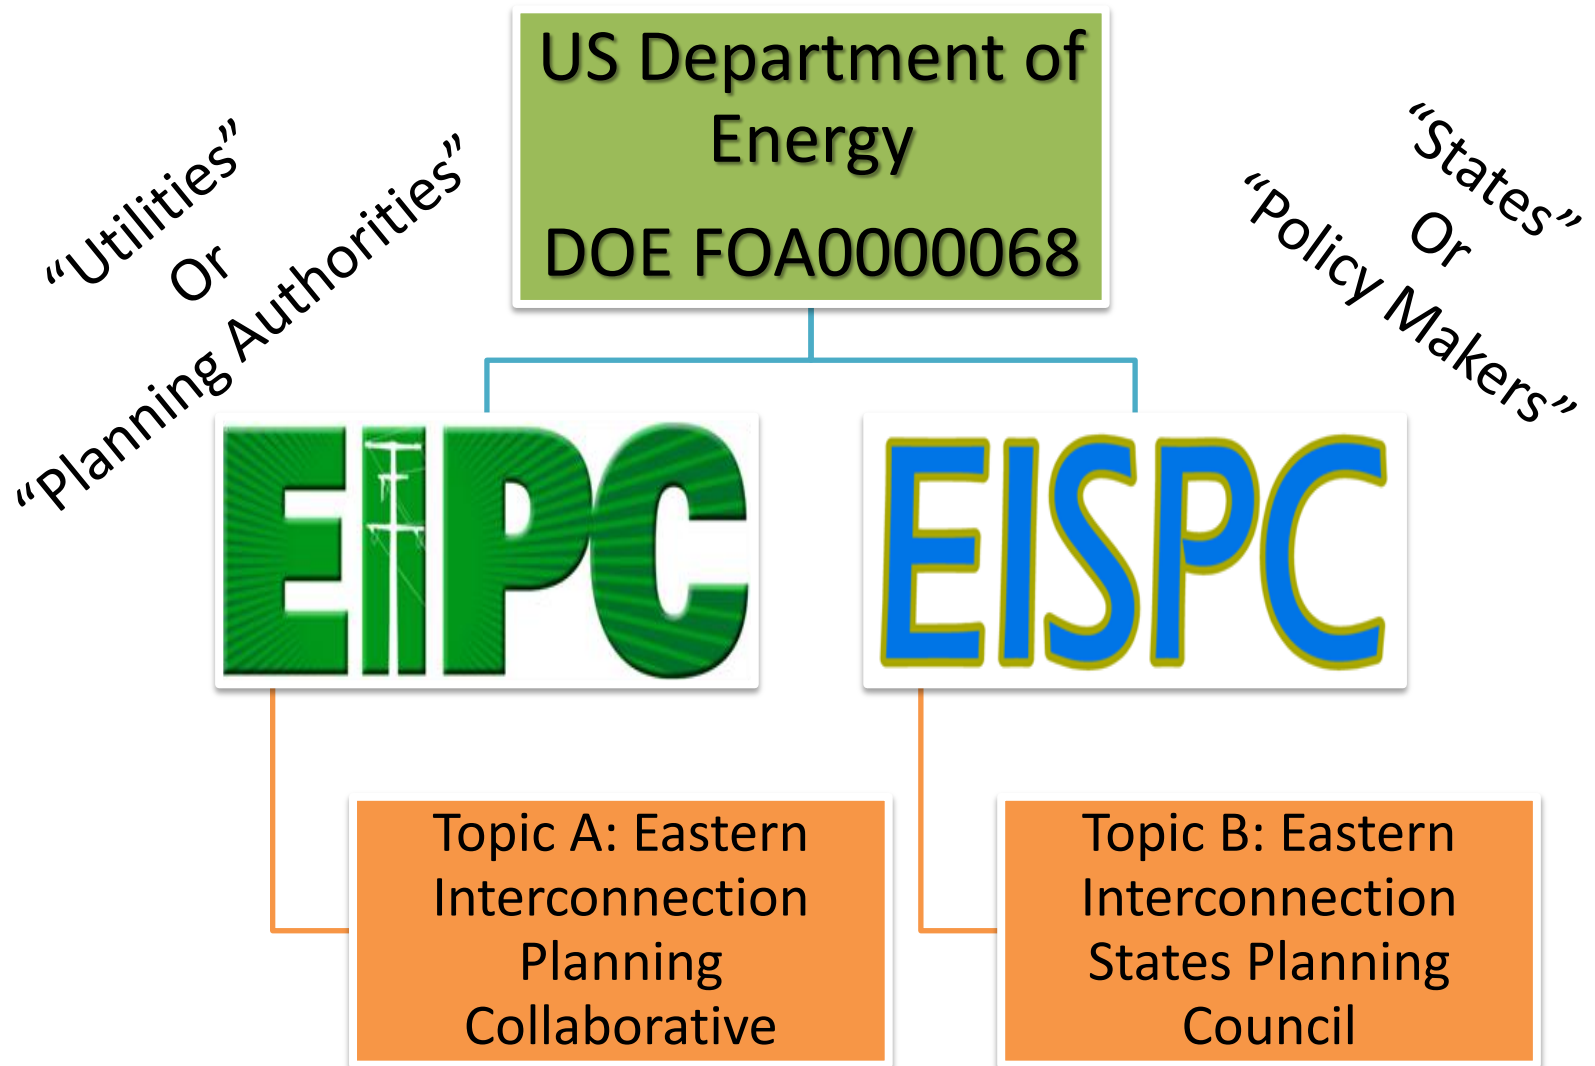 US Department of
Energy
DOE FOA0000068
“Utilities”
Or
“Planning Authorities”
“States”
Or
“Policy Makers”
EIPC
EISPC
Topic A: Eastern
Interconnection
Planning
Collaborative
Topic B: Eastern
Interconnection
States Planning
Council